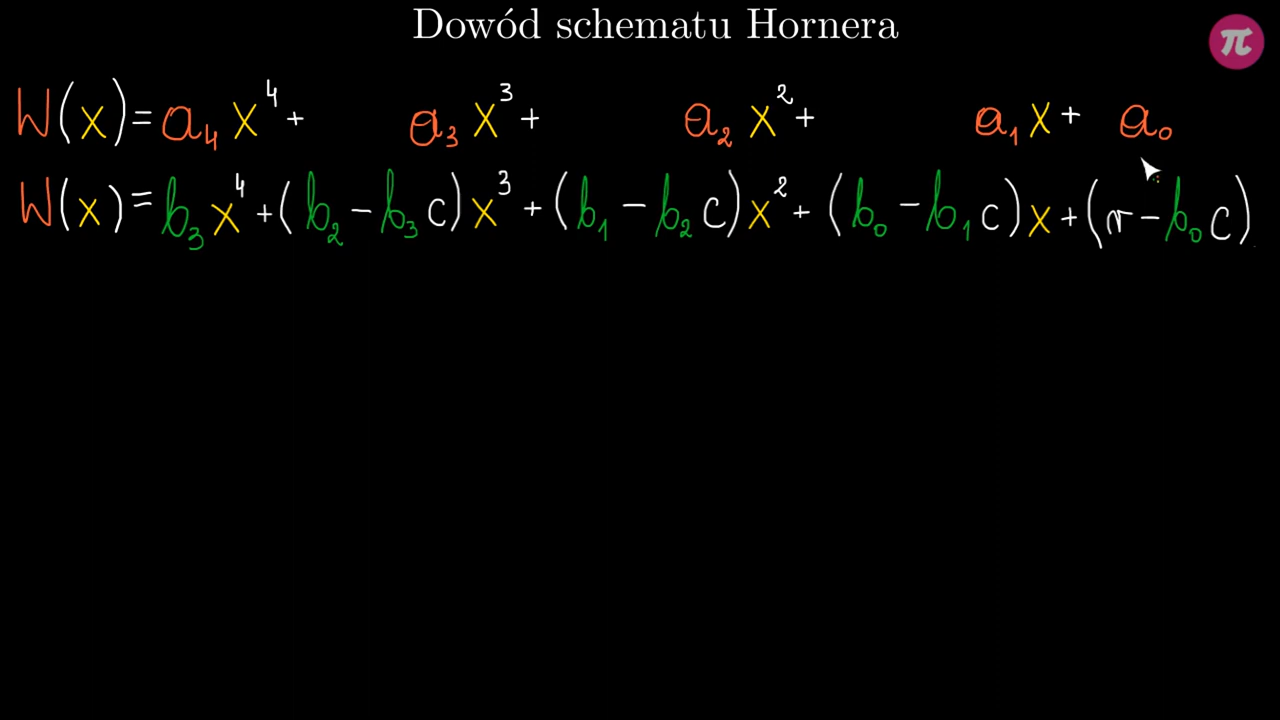 Dowód schematu Hornera
π
W(x) = a₄x⁴ + a₃x³ + a₂x² + a₁x + a₀
W(x) = b₃x⁴ + (b₂ − b₃c)x³ + (b₁ − b₂c)x² + (b₀ − b₁c)x + (r − b₀c)